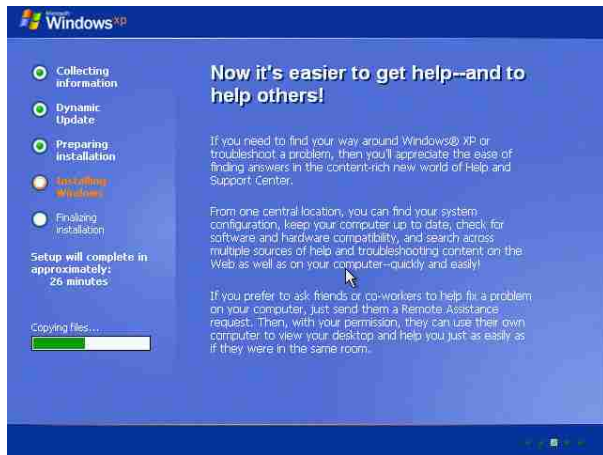 Microsoft
Windows xp
Collecting
information
Dynamic
Update
Preparing
installation
Installing
Windows
Finalizing
installation
Setup will complete in
approximately:
26 minutes
Copying files...
Now it's easier to get help--and to
help others!
If you need to find your way around Windows® XP or
troubleshoot a problem, then you'll appreciate the ease of
finding answers in the content-rich new world of Help and
Support Center.
From one central location, you can find your system
configuration, keep your computer up to date, check for
software and hardware compatibility, and search across
multiple sources of help and troubleshooting content on the
Web as well as on your computer--quickly and easily!
If you prefer to ask friends or co-workers to help fix a problem
on your computer, just send them a Remote Assistance
request. Then, with your permission, they can use their own
computer to view your desktop and help you just as easily as
if they were in the same room.